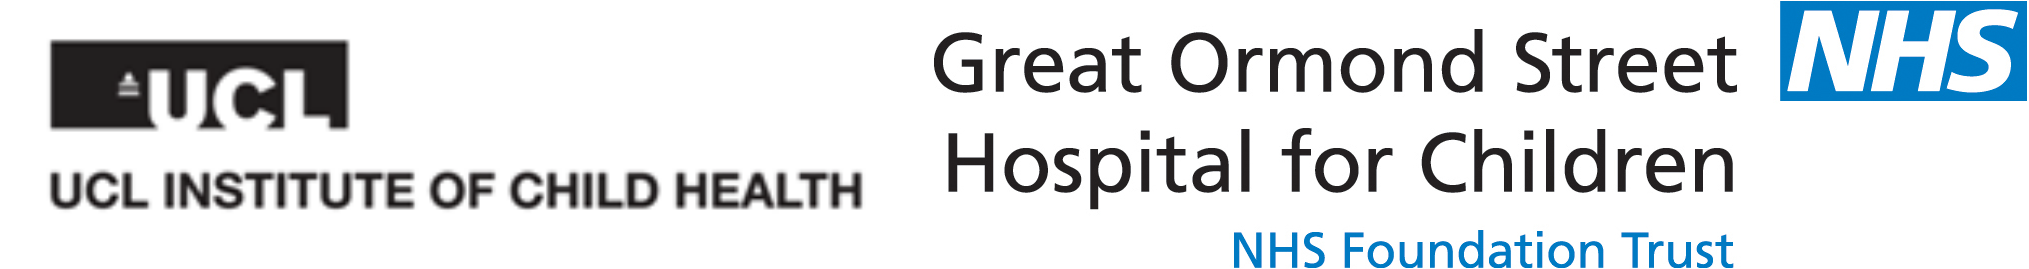 UCL
UCL INSTITUTE OF CHILD HEALTH
Great Ormond Street
Hospital for Children
NHS Foundation Trust
NHS